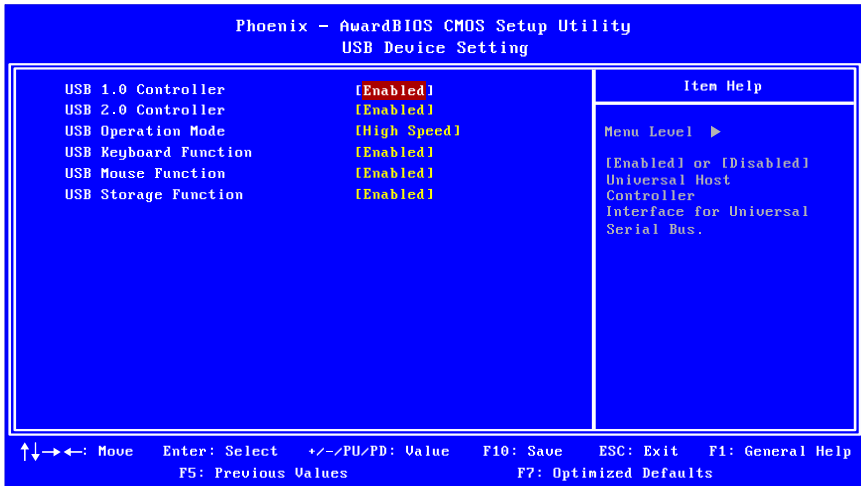 Phoenix - AwardBIOS CMOS Setup Utility
USB Device Setting
USB 1.0 Controller [Enabled]
USB 2.0 Controller [Enabled]
USB Operation Mode [High Speed]
USB Keyboard Function [Enabled]
USB Mouse Function [Enabled]
USB Storage Function [Enabled]
Item Help
Menu Level ▶
[Enabled] or [Disabled]
Universal Host
Controller
Interface for Universal
Serial Bus.
↑↓→←: Move Enter: Select +/-/PU/PD: Value F10: Save ESC: Exit F1: General Help
F5: Previous Values F7: Optimized Defaults